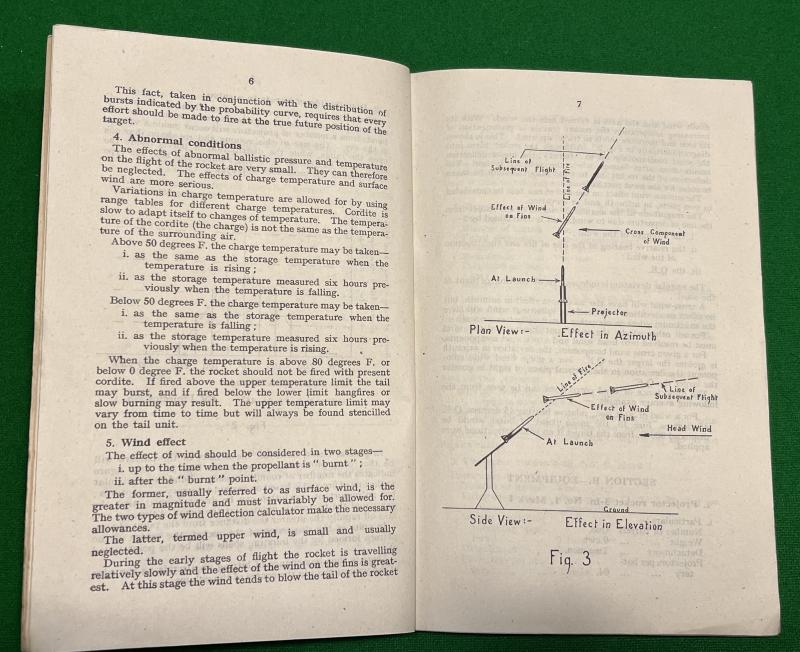 6
This fact, taken in conjunction with the distribution of
bursts indicated by the probability curve, requires that every
effort should be made to fire at the true future position of the
target.
4. Abnormal conditions
The effects of abnormal ballistic pressure and temperature
on the flight of the rocket are very small. They can therefore
be neglected. The effects of charge temperature and surface
wind are more serious.
Variations in charge temperature are allowed for by using
range tables for different charge temperatures. Cordite is
slow to adapt itself to changes of temperature. The tempera-
ture of the cordite (the charge) is not the same as the tempera-
ture of the surrounding air.
Above 50 degrees F. the charge temperature may be taken—
i. as the same as the storage temperature when the
temperature is rising ;
ii. as the storage temperature measured six hours pre-
viously when the temperature is falling.
Below 50 degrees F. the charge temperature may be taken—
i. as the same as the storage temperature when the
temperature is falling ;
ii. as the storage temperature measured six hours pre-
viously when the temperature is rising.
When the charge temperature is above 80 degrees F. or
below 0 degree F. the rocket should not be fired with present
cordite. If fired above the upper temperature limit the tail
may burst, and if fired below the lower limit hangfires or
slow burning may result. The upper temperature limit may
vary from time to time but will always be found stencilled
on the tail unit.
5. Wind effect
The effect of wind should be considered in two stages—
i. up to the time when the propellant is " burnt " ;
ii. after the " burnt " point.
The former, usually referred to as surface wind, is the
greater in magnitude and must invariably be allowed for.
The two types of wind deflection calculator make the necessary
allowances.
The latter, termed upper wind, is small and usually
neglected.
During the early stages of flight the rocket is travelling
relatively slowly and the effect of the wind on the fins is great-
est. At this stage the wind tends to blow the tail of the rocket
7
Line of
Subsequent Flight
Line of Fire
Effect of Wind
on Fins
Cross Component
of Wind
At Launch
Projector
Plan View:- Effect in Azimuth
Line of Fire
Line of
Subsequent Flight
Effect of Wind
on Fins
Head Wind
At Launch
Ground
Side View:- Effect in Elevation
Fig. 3